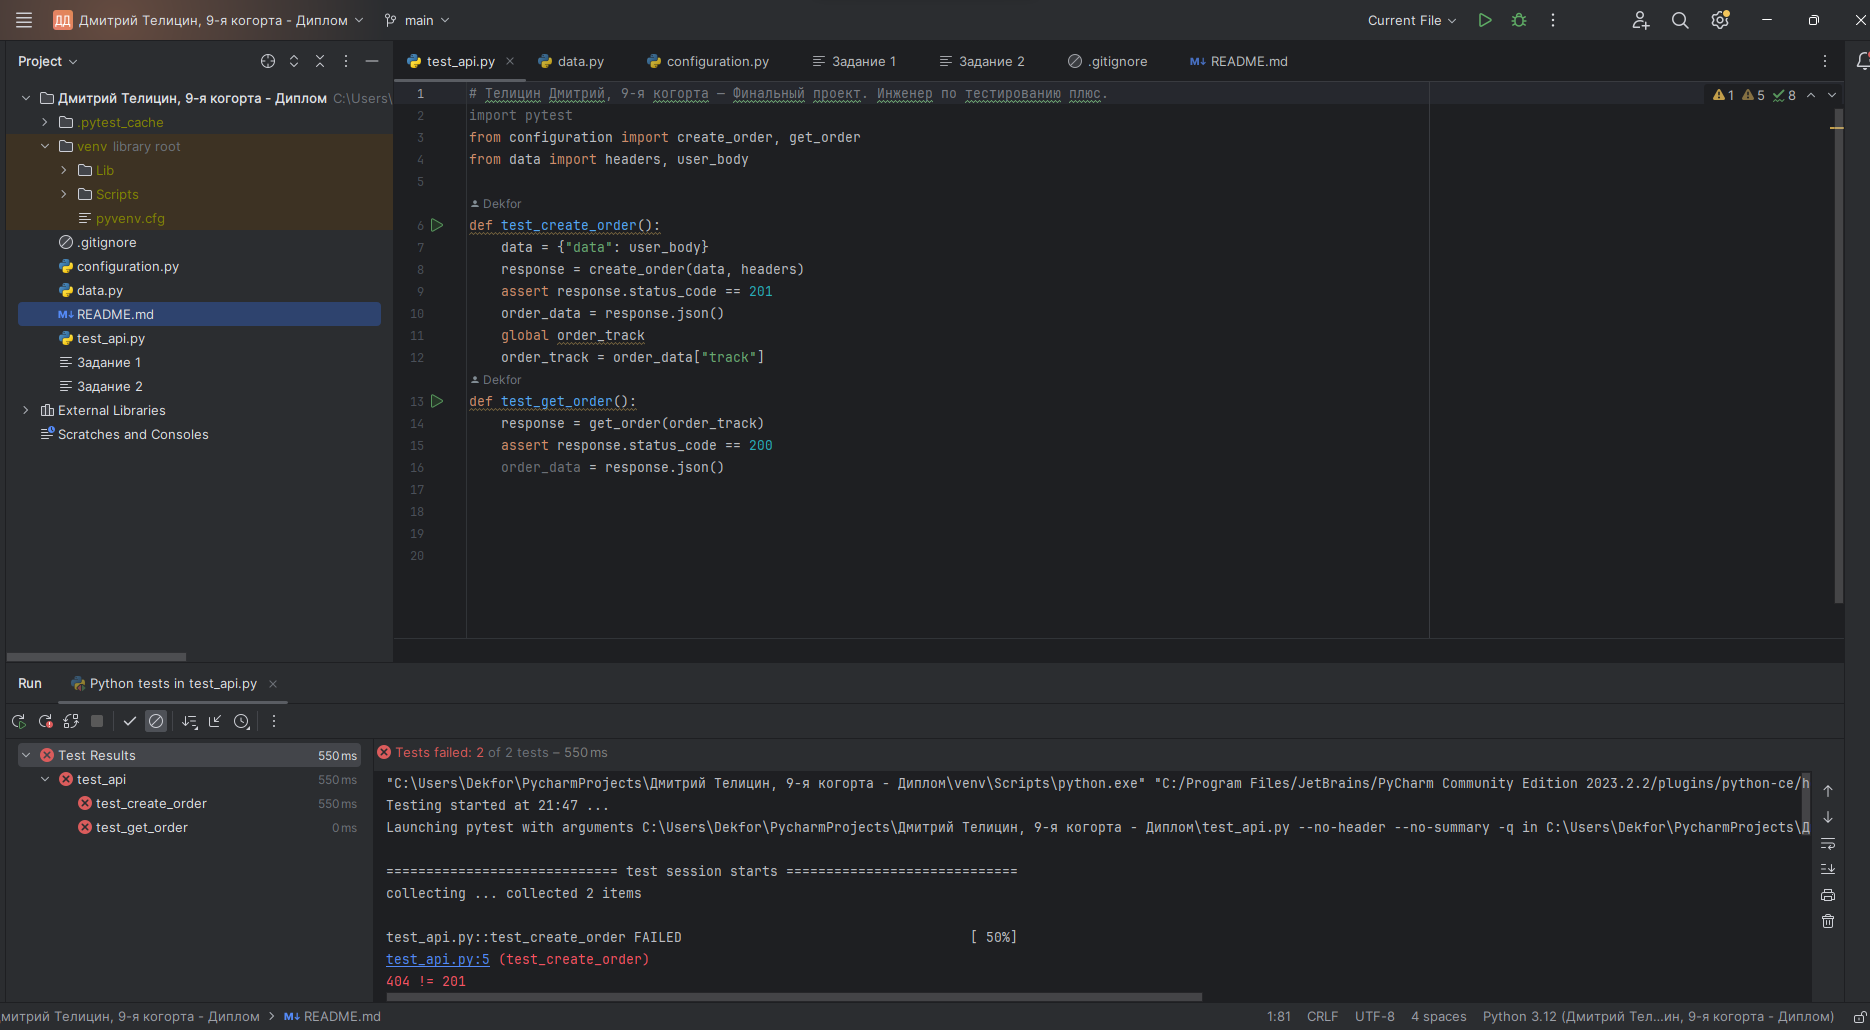 ДД Дмитрий Телицин, 9-я когорта - Диплом main Current File
Project
test_api.py data.py configuration.py Задание 1 Задание 2 .gitignore M↓ README.md
Дмитрий Телицин, 9-я когорта - Диплом C:\Users\
.pytest_cache
venv library root
Lib
Scripts
pyvenv.cfg
.gitignore
configuration.py
data.py
M↓ README.md
test_api.py
Задание 1
Задание 2
External Libraries
Scratches and Consoles
1 5 8
1 # Телицин Дмитрий, 9-я когорта — Финальный проект. Инженер по тестированию плюс.
2 import pytest
3 from configuration import create_order, get_order
4 from data import headers, user_body
5
Dekfor
6 def test_create_order():
7 data = {"data": user_body}
8 response = create_order(data, headers)
9 assert response.status_code == 201
10 order_data = response.json()
11 global order_track
12 order_track = order_data["track"]
Dekfor
13 def test_get_order():
14 response = get_order(order_track)
15 assert response.status_code == 200
16 order_data = response.json()
17
18
19
20
Run Python tests in test_api.py
Test Results 550 ms
test_api 550 ms
test_create_order 550 ms
test_get_order 0 ms
Tests failed: 2 of 2 tests – 550 ms
"C:\Users\Dekfor\PycharmProjects\Дмитрий Телицин, 9-я когорта - Диплом\venv\Scripts\python.exe" "C:/Program Files/JetBrains/PyCharm Community Edition 2023.2.2/plugins/python-ce/h
Testing started at 21:47 ...
Launching pytest with arguments C:\Users\Dekfor\PycharmProjects\Дмитрий Телицин, 9-я когорта - Диплом\test_api.py --no-header --no-summary -q in C:\Users\Dekfor\PycharmProjects\Д
============================= test session starts =============================
collecting ... collected 2 items
test_api.py::test_create_order FAILED [ 50%]
test_api.py:5 (test_create_order)
404 != 201
митрий Телицин, 9-я когорта - Диплом > M↓ README.md 1:81 CRLF UTF-8 4 spaces Python 3.12 (Дмитрий Тел...ин, 9-я когорта - Диплом)